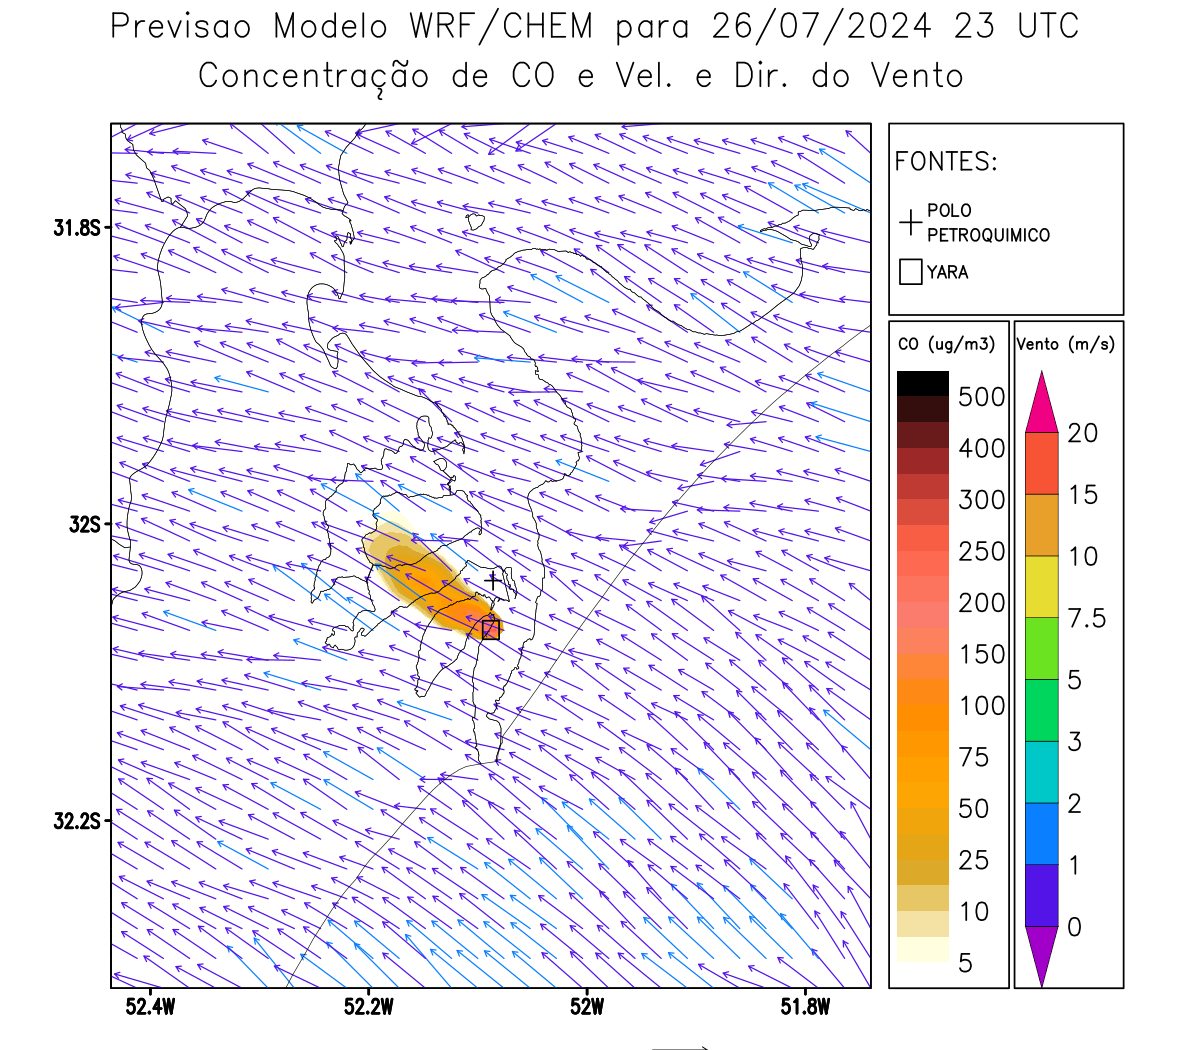 Previsao Modelo WRF/CHEM para 26/07/2024 23 UTC
Concentração de CO e Vel. e Dir. do Vento
31.8S
32S
32.2S
52.4W
52.2W
52W
51.8W
FONTES:
POLO
PETROQUIMICO
YARA
CO (ug/m3)
500
400
300
250
200
150
100
75
50
25
10
5
Vento (m/s)
20
15
10
7.5
5
3
2
1
0